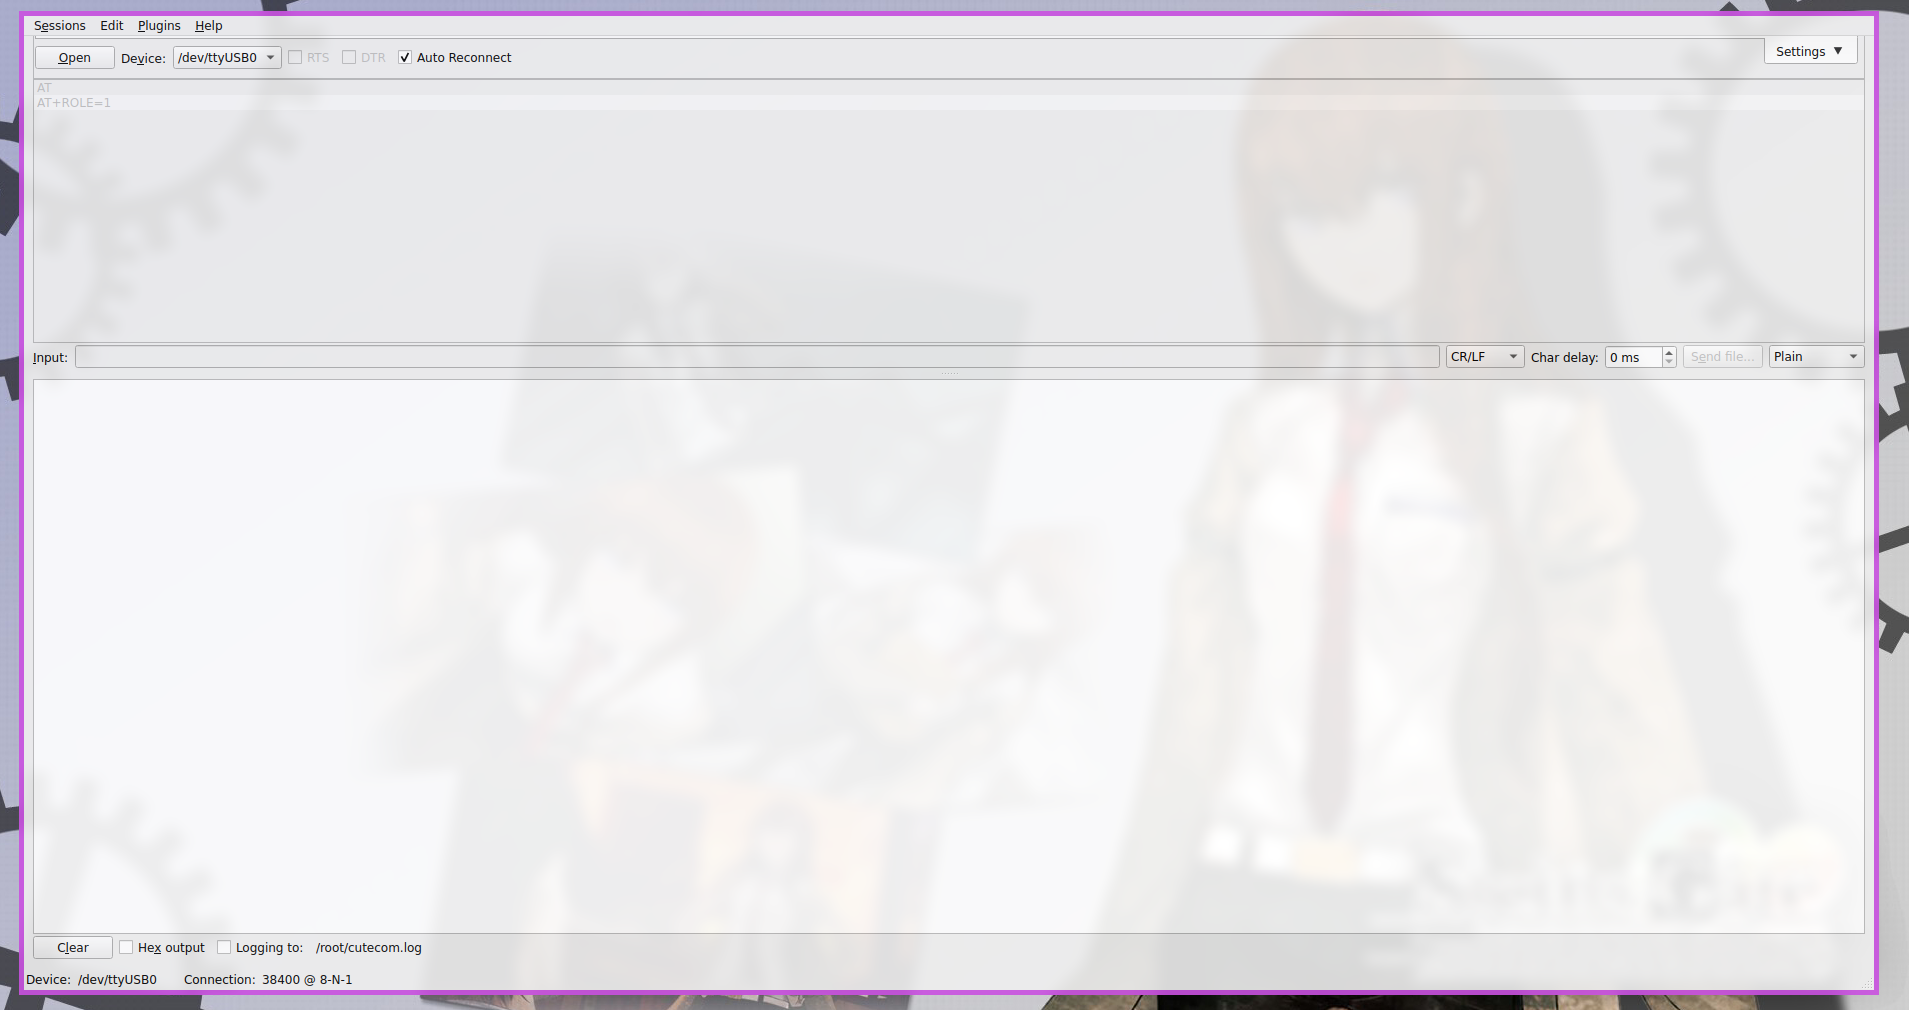 Sessions Edit Plugins Help
Open Device: /dev/ttyUSB0 RTS DTR Auto Reconnect Settings
AT
AT+ROLE=1
Input: CR/LF Char delay: 0 ms Send file... Plain
Clear Hex output Logging to: /root/cutecom.log
Device: /dev/ttyUSB0 Connection: 38400 @ 8-N-1